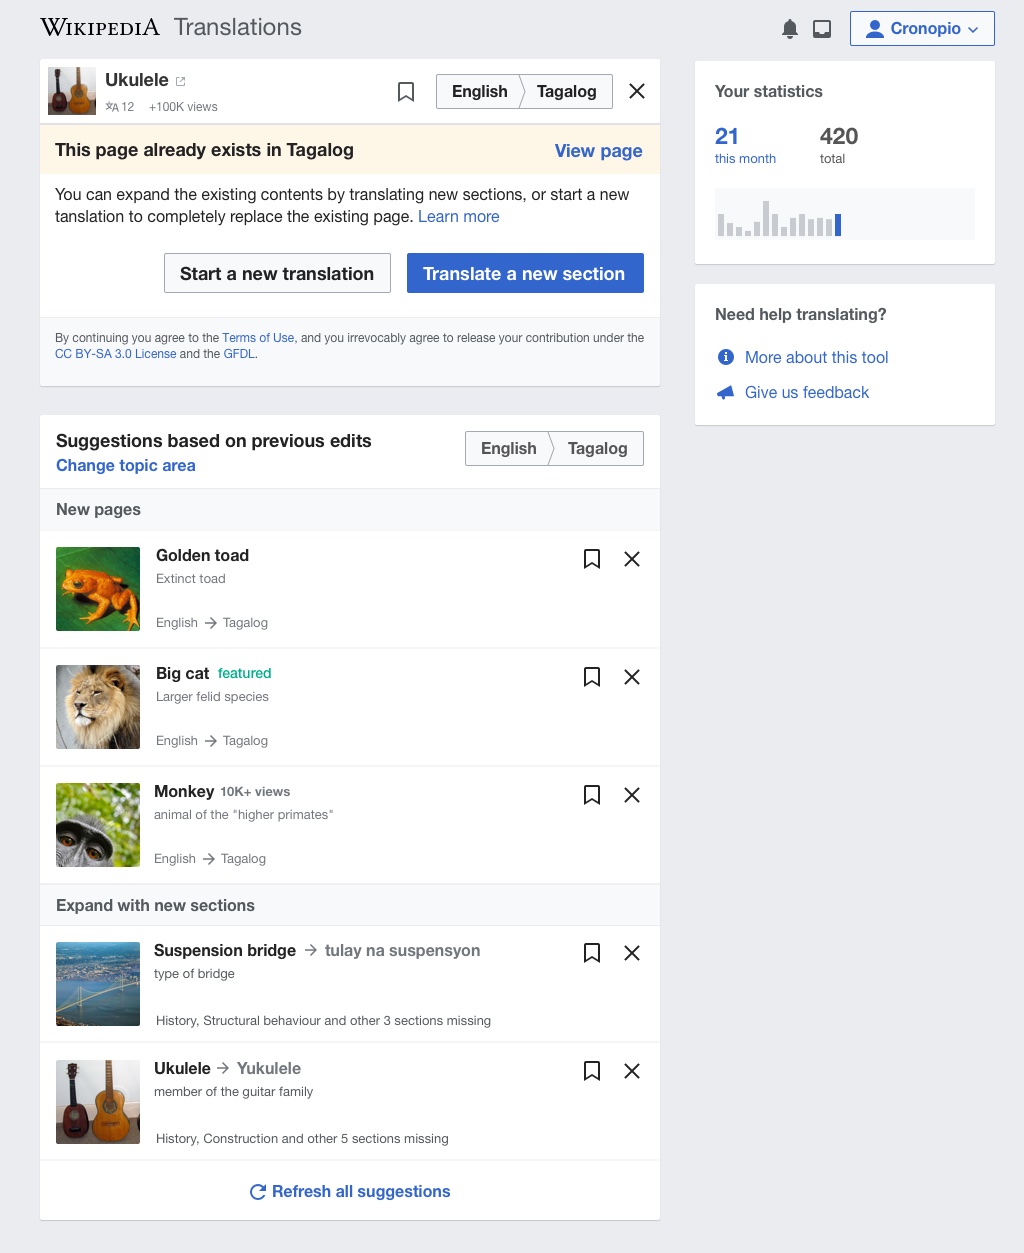 WIKIPEDIA Translations
Cronopio
Ukulele
12 +100K views
English Tagalog
This page already exists in Tagalog
View page
You can expand the existing contents by translating new sections, or start a new
tanslation to completely replace the existing page. Learn more
Start a new translation
Translate a new section
By continuing you agree to the Terms of Use, and you irrevocably agree to release your contribution under the
CC BY-SA 3.0 License and the GFDL.
Your statistics
21 420
this month total
Need help translating?
More about this tool
Give us feedback
Suggestions based on previous edits
Change topic area
English Tagalog
New pages
Golden toad
Extinct toad
English → Tagalog
Big cat featured
Larger felid species
English → Tagalog
Monkey 10K+ views
animal of the "higher primates"
English → Tagalog
Expand with new sections
Suspension bridge → tulay na suspensyon
type of bridge
History, Structural behaviour and other 3 sections missing
Ukulele → Yukulele
member of the guitar family
History, Construction and other 5 sections missing
Refresh all suggestions